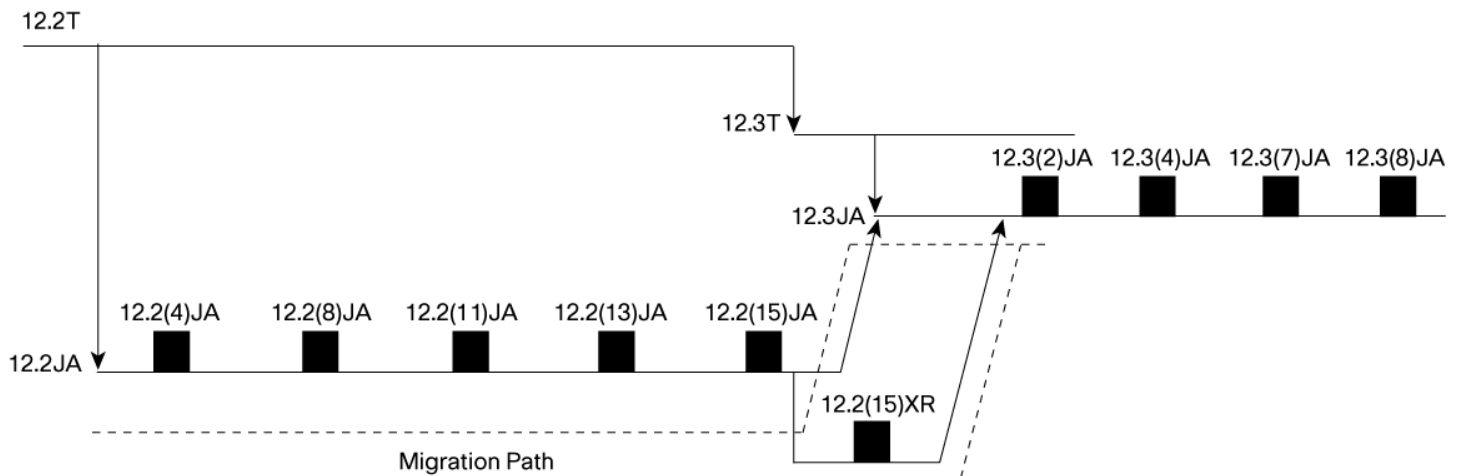 12.2T
12.3T
12.3(2)JA 12.3(4)JA 12.3(7)JA 12.3(8)JA
12.3JA
12.2(4)JA 12.2(8)JA 12.2(11)JA 12.2(13)JA 12.2(15)JA
12.2JA
12.2(15)XR
Migration Path